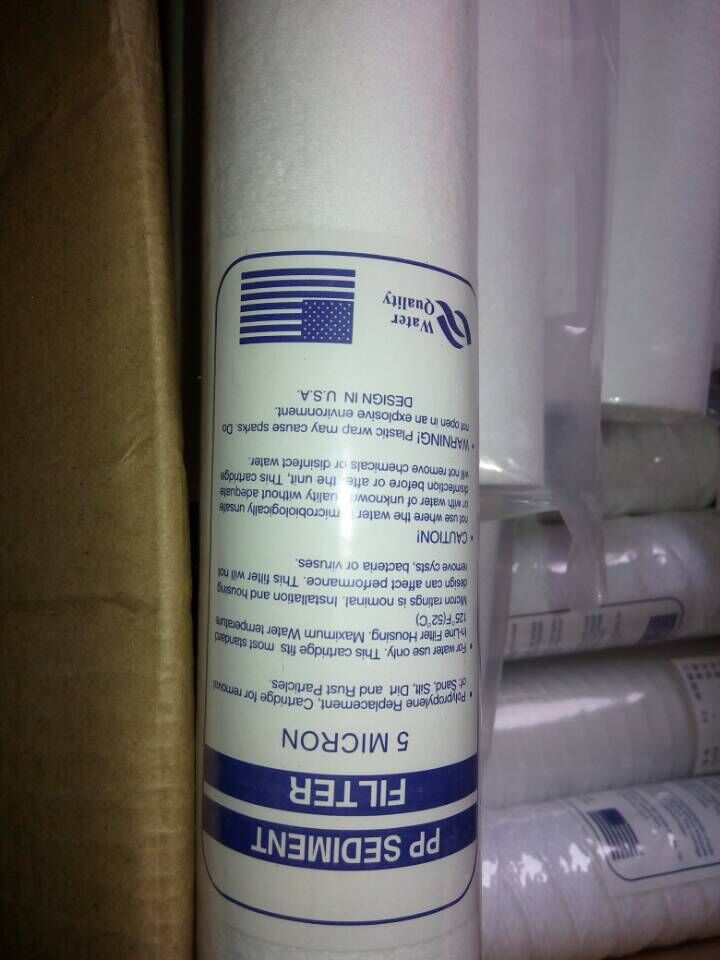 PP SEDIMENT
FILTER
5 MICRON
• Polypropylene Replacement, Cartridge for removal
of: Sand, Silt, Dirt and Rust Particles.
• For water use only. This cartridge fits most standard
In-Line Filter Housing. Maximum Water temperature
125°F(52°C)
Micron ratings is nominal. Installation and housing
design can affect performance. This filter will not
remove cysts, bacteria or viruses.
• CAUTION!
not use where the water is microbiologically unsafe
or with water of unknown quality without adequate
disinfection before or after the unit, This cartridge
will not remove chemicals or disinfect water.
• WARNING! Plastic wrap may cause sparks. Do
not open in an explosive environment.
DESIGN IN U.S.A.
Water
Quality